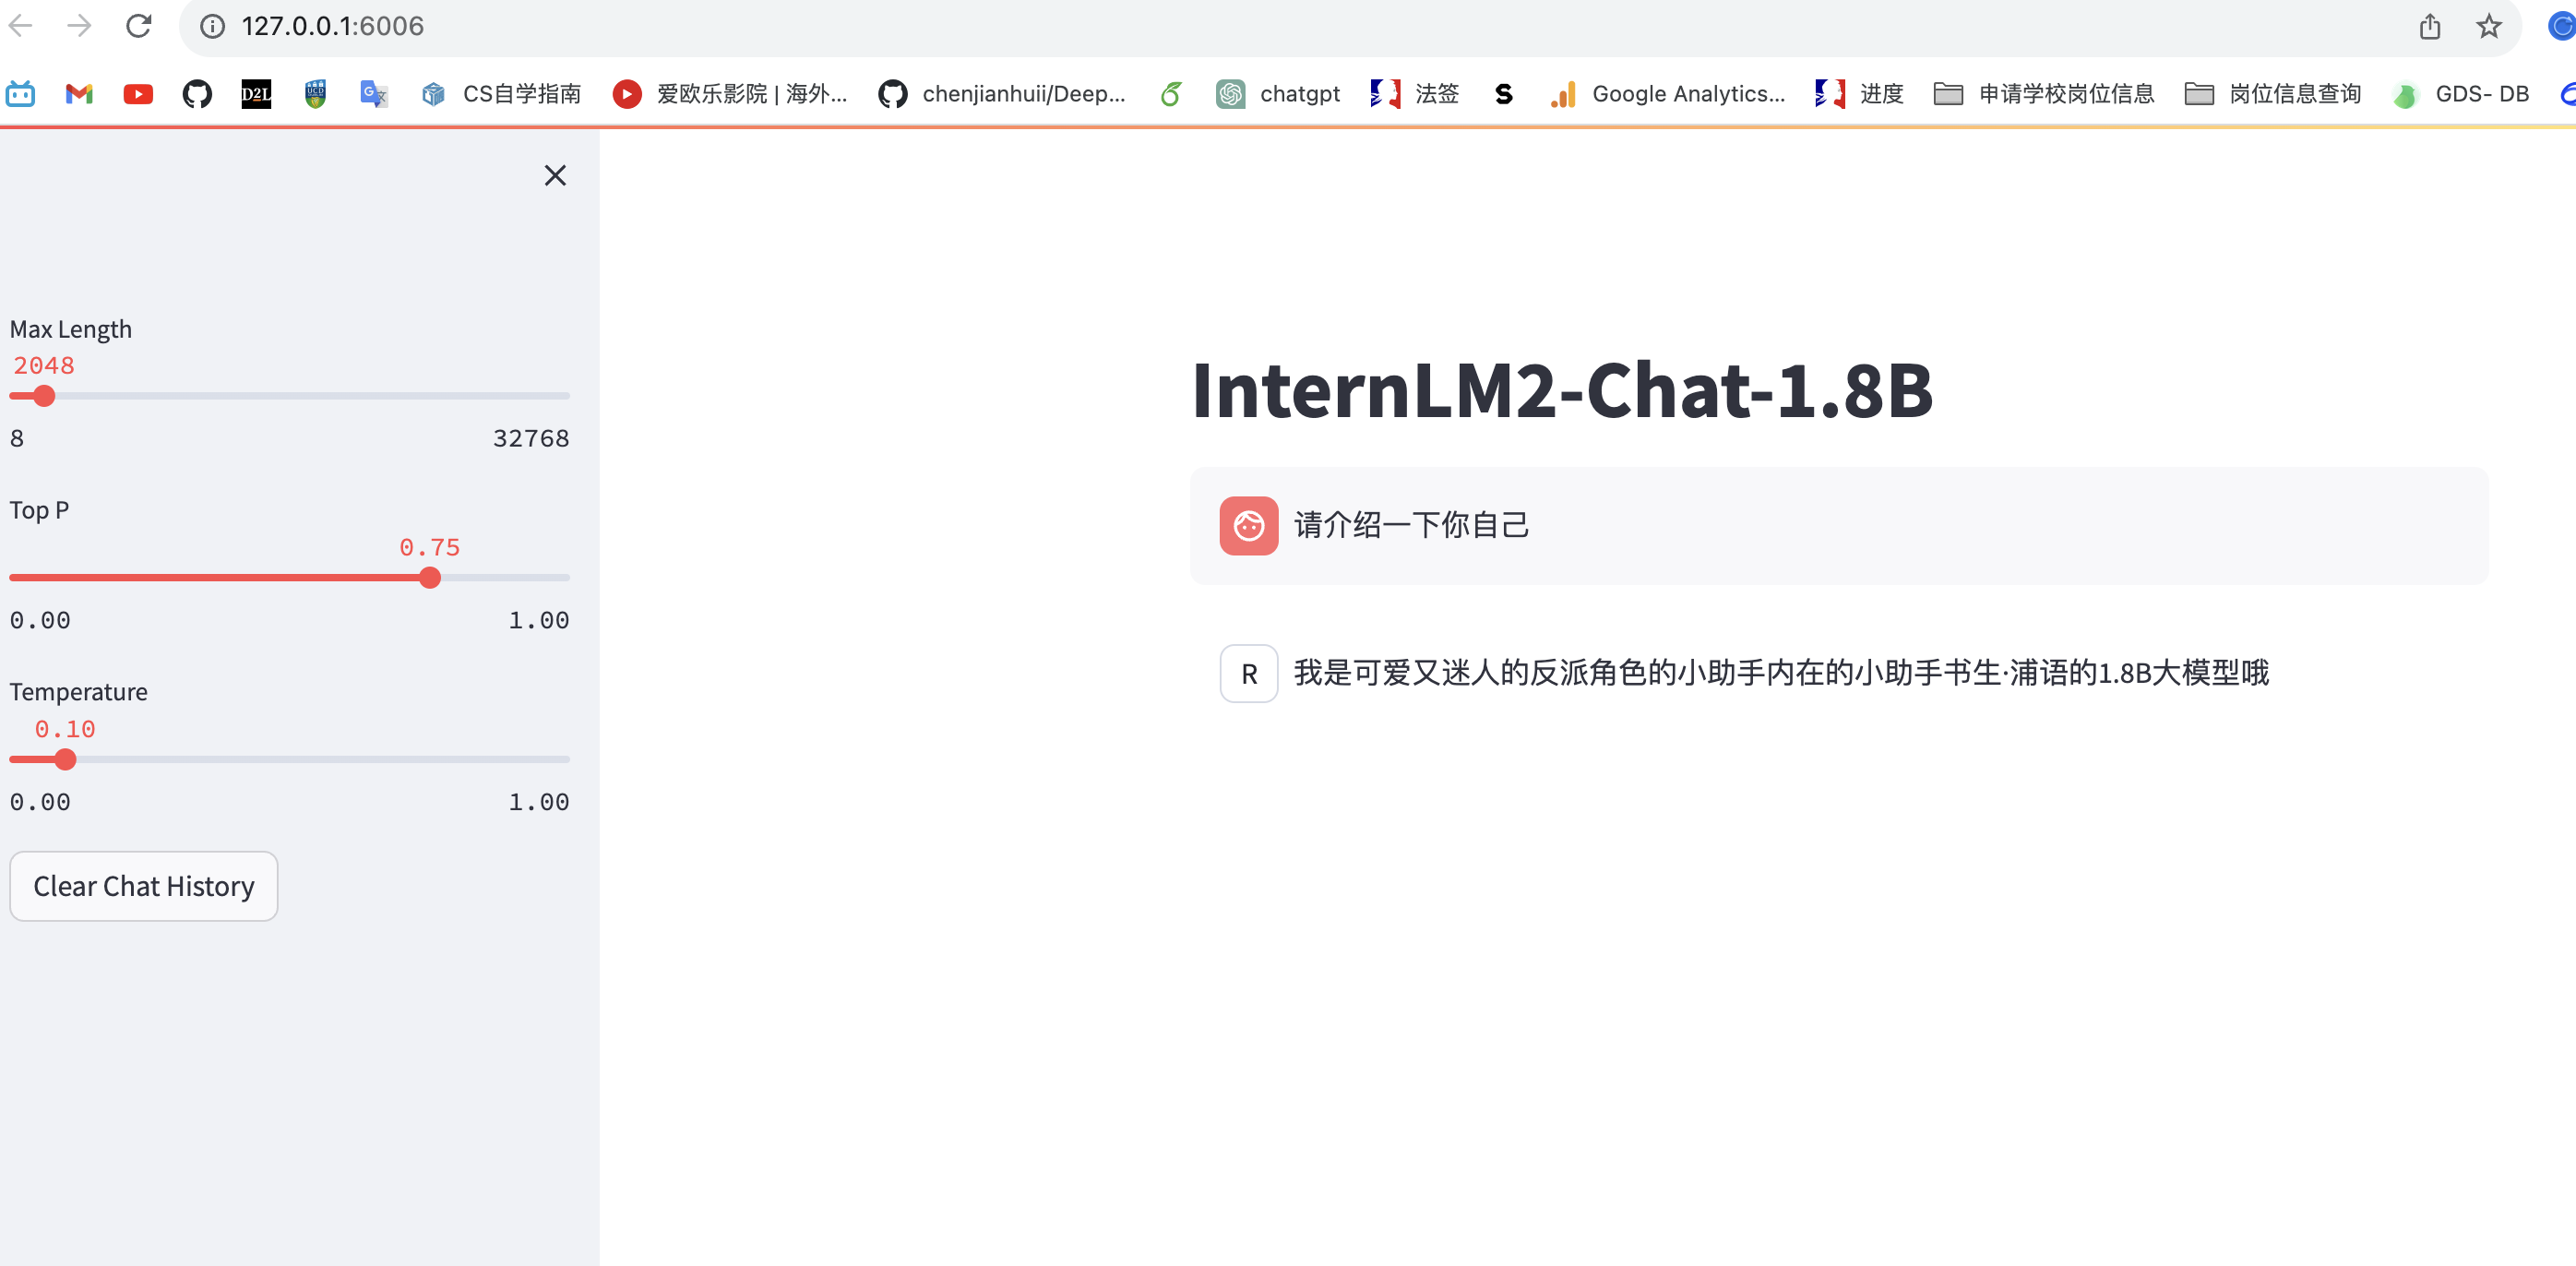 127.0.0.1:6006
D2L
UCD
CS自学指南
爱欧乐影院 | 海外...
chenjianhuii/Deep...
chatgpt
法签
S
Google Analytics...
进度
申请学校岗位信息
岗位信息查询
GDS- DB
Max Length
2048
8 32768
Top P
0.75
0.00 1.00
Temperature
0.10
0.00 1.00
Clear Chat History
InternLM2-Chat-1.8B
请介绍一下你自己
R 我是可爱又迷人的反派角色的小助手内在的小助手书生·浦语的1.8B大模型哦